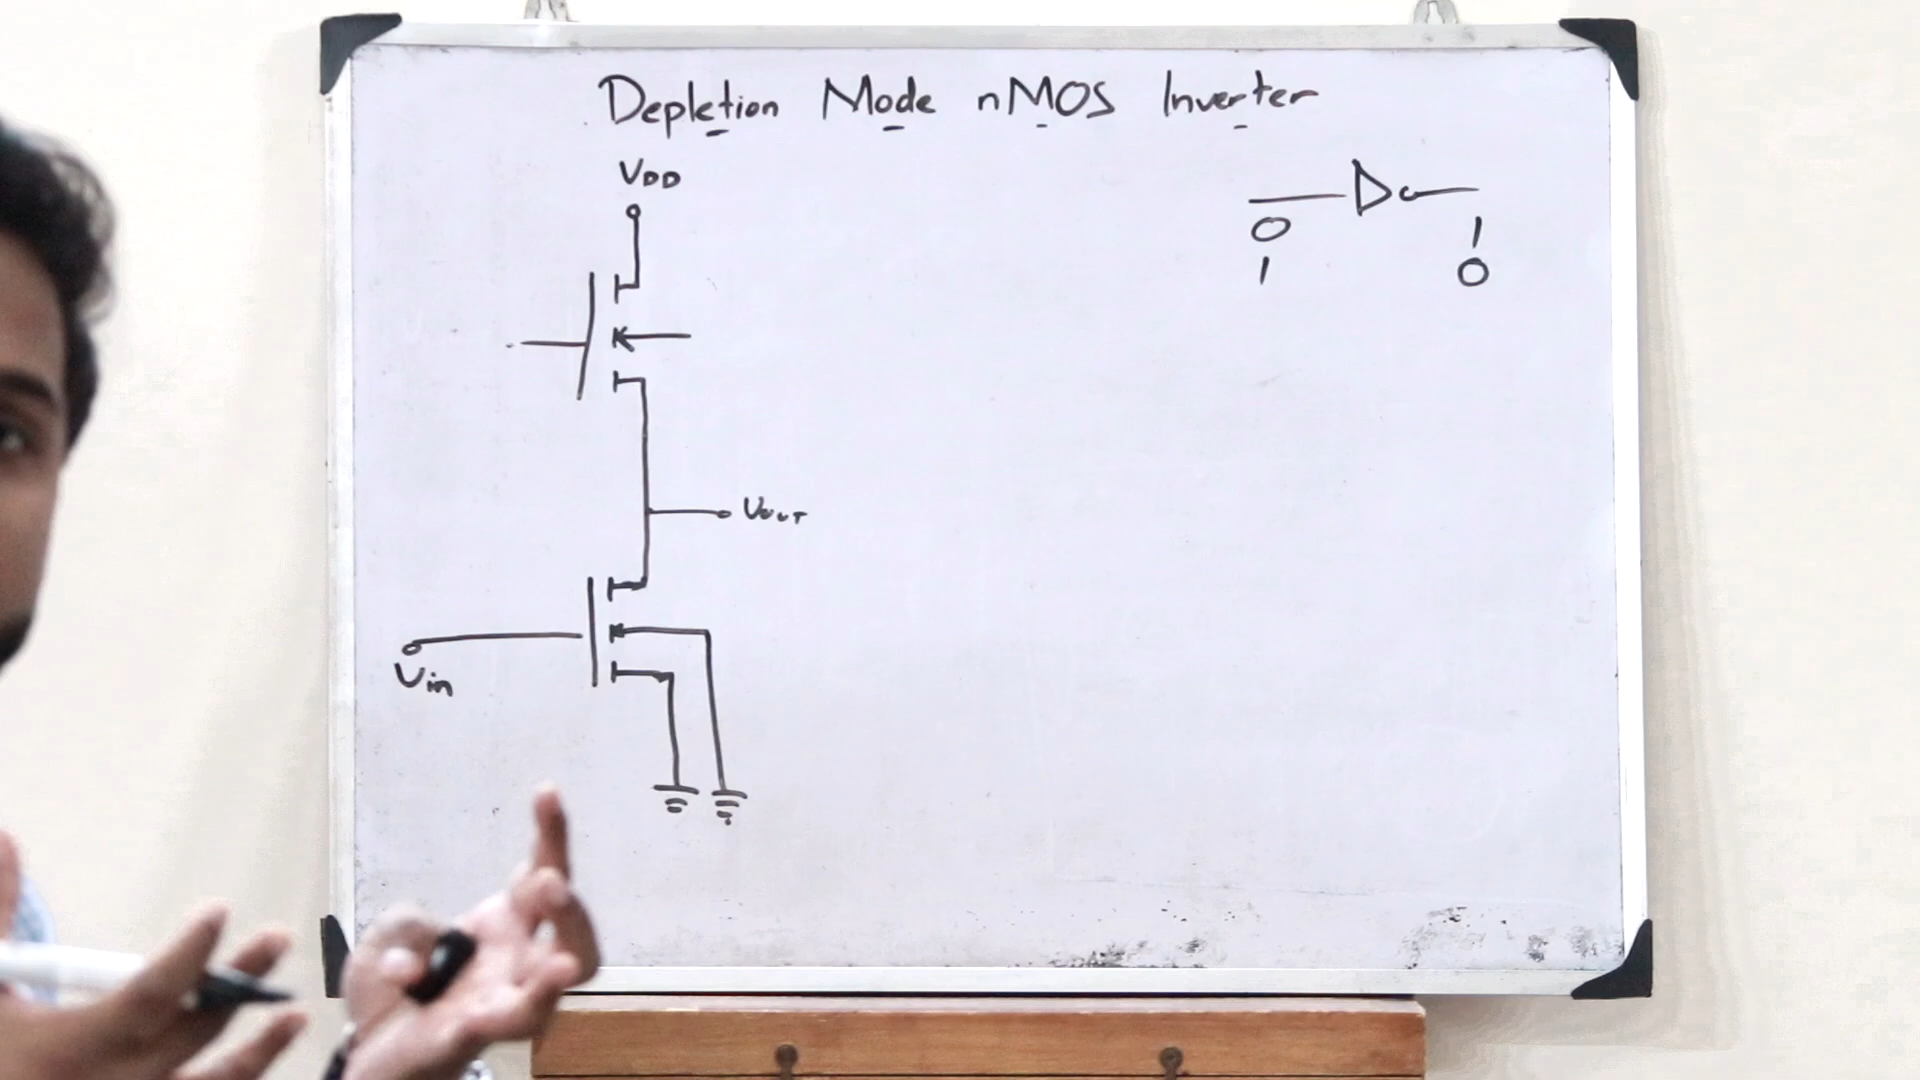 Depletion Mode nMOS Inverter
VDD
0 1
1 0
VOUT
Vin